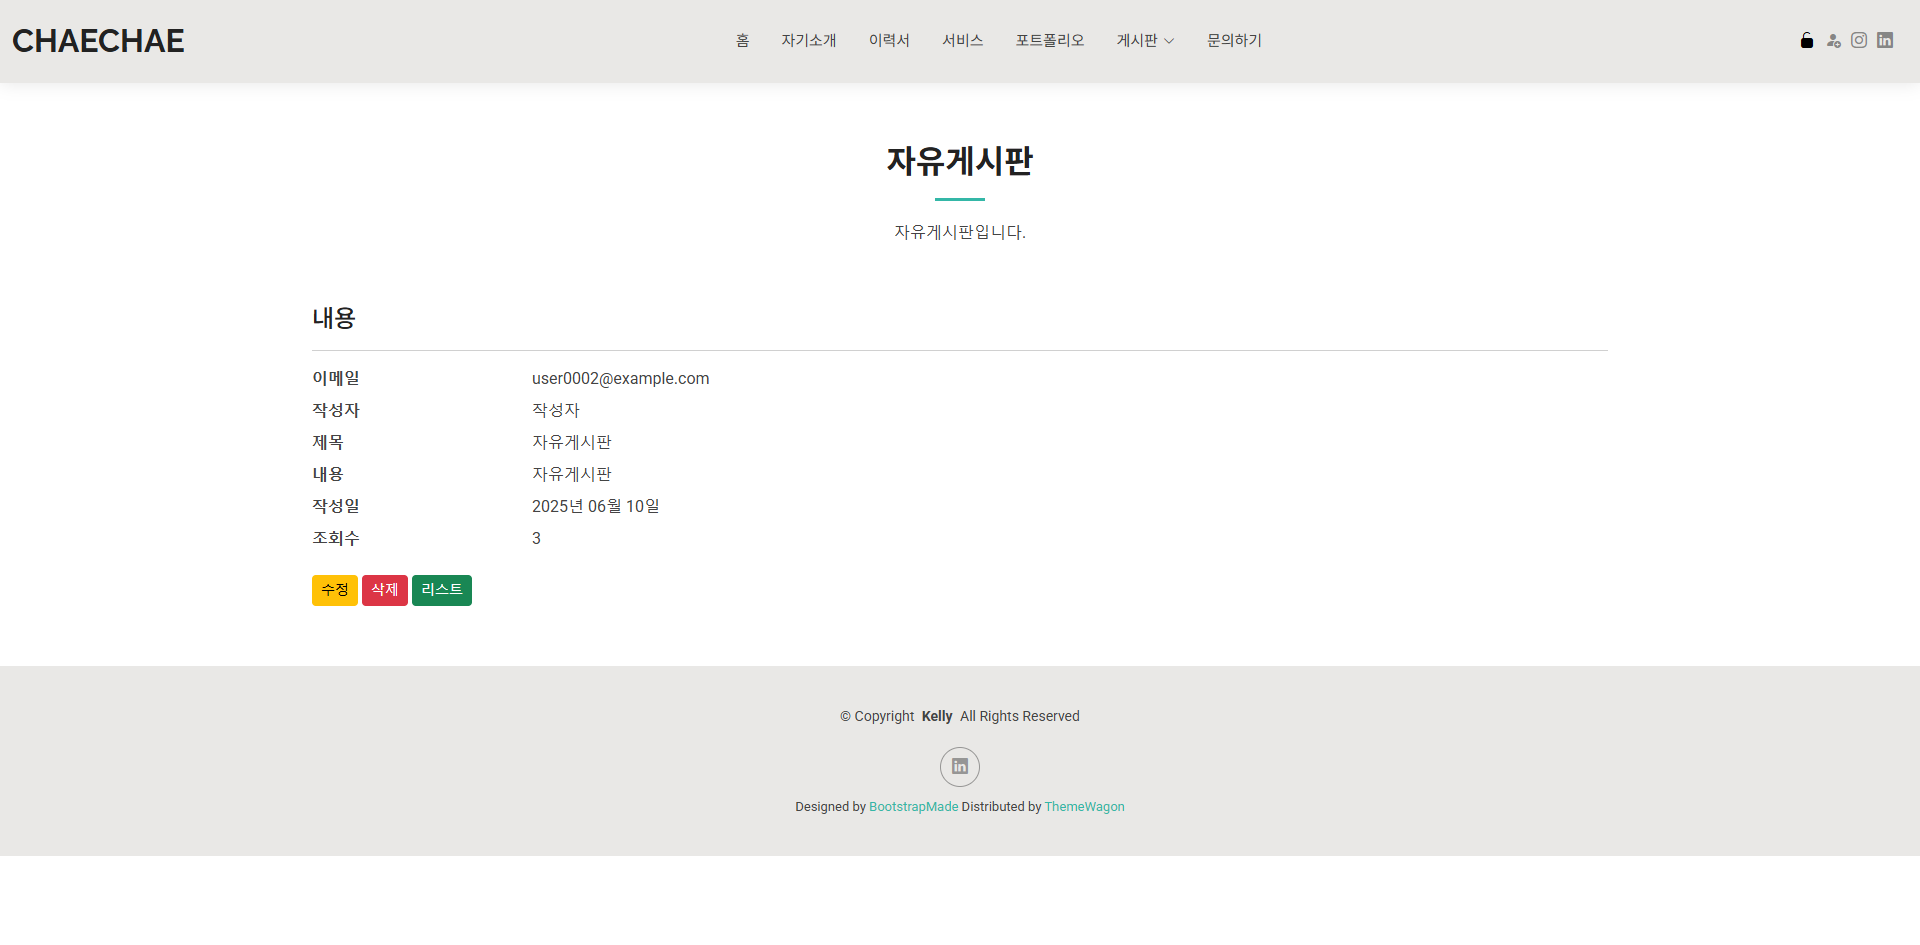 CHAECHAE
홈 자기소개 이력서 서비스 포트폴리오 게시판 문의하기
자유게시판
자유게시판입니다.
내용
이메일 user0002@example.com
작성자 작성자
제목 자유게시판
내용 자유게시판
작성일 2025년 06월 10일
조회수 3
수정 삭제 리스트
© Copyright Kelly All Rights Reserved
Designed by BootstrapMade Distributed by ThemeWagon